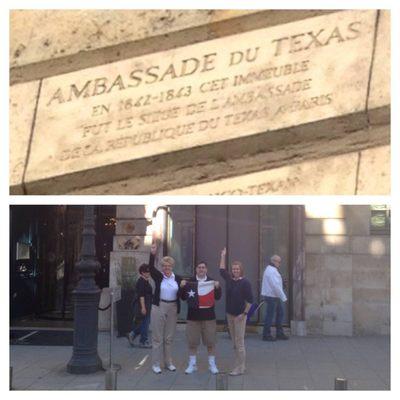 AMBASSADE DU TEXAS
EN 1842-1843 CET IMMEUBLE
FUT LE SIEGE DE L'AMBASSADE
DE LA REPUBLIQUE DU TEXAS A PARIS